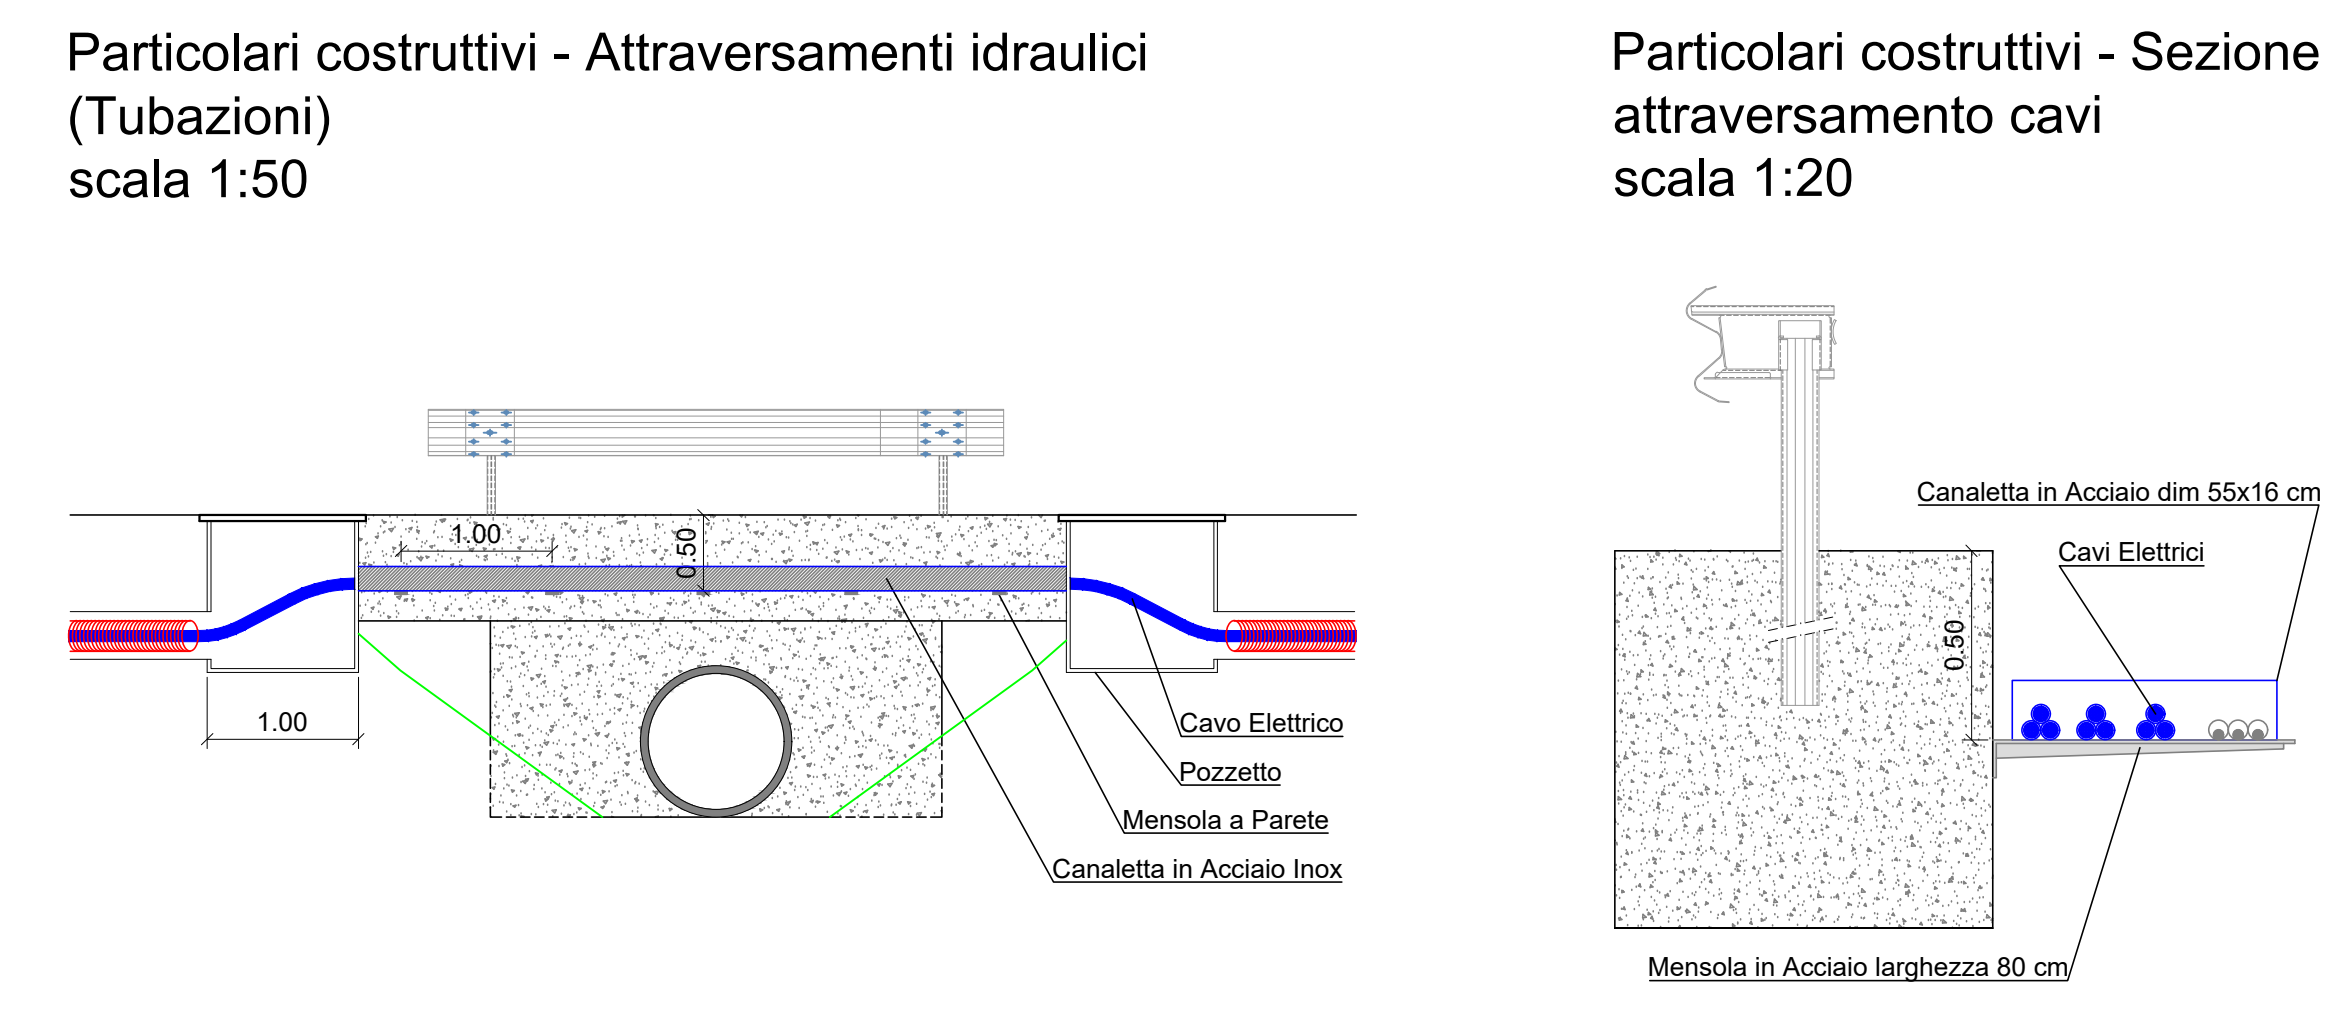 Particolari costruttivi - Attraversamenti idraulici
(Tubazioni)
scala 1:50
1.00
0.50
1.00
Cavo Elettrico
Pozzetto
Mensola a Parete
Canaletta in Acciaio Inox
Particolari costruttivi - Sezione
attraversamento cavi
scala 1:20
Canaletta in Acciaio dim 55x16 cm
Cavi Elettrici
0.50
Mensola in Acciaio larghezza 80 cm